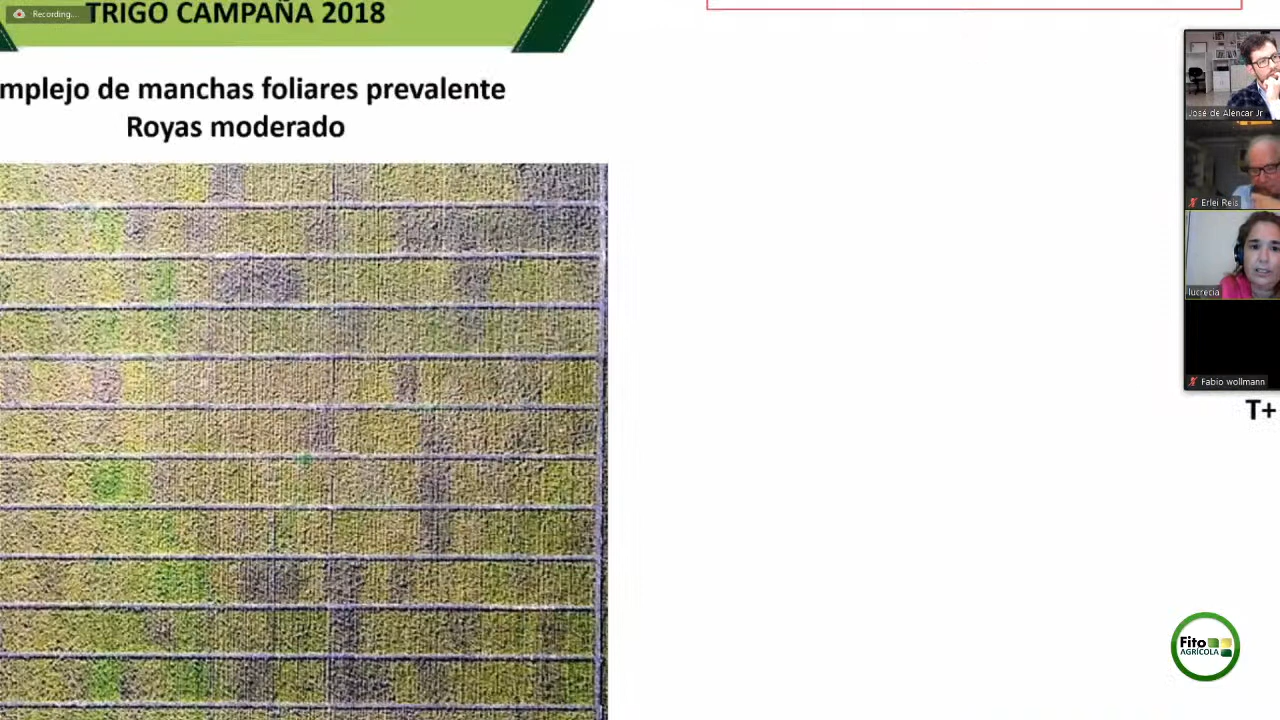 Recording...
TRIGO CAMPAÑA 2018
mplejo de manchas foliares prevalente
Royas moderado
José de Alencar Jr
Erlei Reis
lucrecia
Fabio wollmann
T+
Fito
AGRÍCOLA